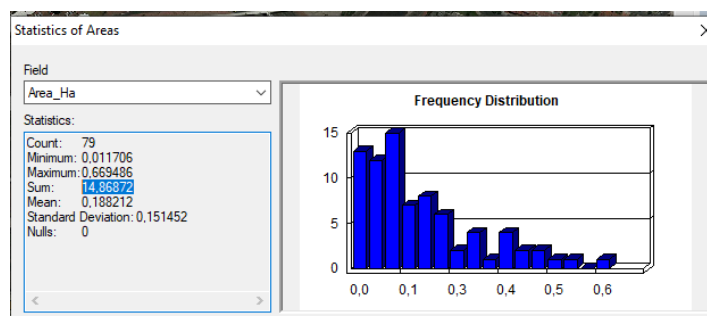 Statistics of Areas
Field
Area_Ha
Statistics:
Count: 79
Minimum: 0,011706
Maximum: 0,669486
Sum: 14,86872
Mean: 0,188212
Standard Deviation: 0,151452
Nulls: 0
Frequency Distribution
15
10
5
0
0,0 0,1 0,3 0,4 0,5 0,6